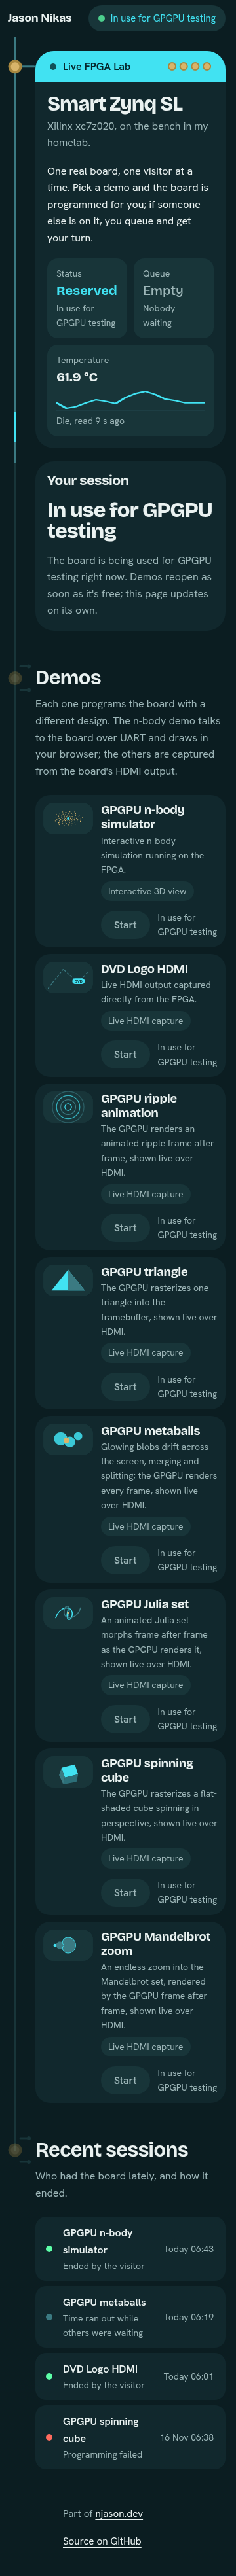 Jason Nikas
In use for GPGPU testing
Live FPGA Lab
Smart Zynq SL
Xilinx xc7z020, on the bench in my
homelab.
One real board, one visitor at a
time. Pick a demo and the board is
programmed for you; if someone
else is on it, you queue and get
your turn.
Status
Reserved
In use for
GPGPU testing
Queue
Empty
Nobody
waiting
Temperature
61.9 °C
Die, read 9 s ago
Your session
In use for GPGPU
testing
The board is being used for GPGPU
testing right now. Demos reopen as
soon as it's free; this page updates
on its own.
Demos
Each one programs the board with a
different design. The n-body demo talks
to the board over UART and draws in
your browser; the others are captured
from the board's HDMI output.
GPGPU n-body
simulator
Interactive n-body
simulation running on the
FPGA.
Interactive 3D view
Start
In use for
GPGPU testing
DVD Logo HDMI
Live HDMI output captured
directly from the FPGA.
Live HDMI capture
Start
In use for
GPGPU testing
GPGPU ripple
animation
The GPGPU renders an
animated ripple frame after
frame, shown live over
HDMI.
Live HDMI capture
Start
In use for
GPGPU testing
GPGPU triangle
The GPGPU rasterizes one
triangle into the
framebuffer, shown live over
HDMI.
Live HDMI capture
Start
In use for
GPGPU testing
GPGPU metaballs
Glowing blobs drift across
the screen, merging and
splitting; the GPGPU renders
every frame, shown live
over HDMI.
Live HDMI capture
Start
In use for
GPGPU testing
GPGPU Julia set
An animated Julia set
morphs frame after frame
as the GPGPU renders it,
shown live over HDMI.
Live HDMI capture
Start
In use for
GPGPU testing
GPGPU spinning
cube
The GPGPU rasterizes a flat-
shaded cube spinning in
perspective, shown live over
HDMI.
Live HDMI capture
Start
In use for
GPGPU testing
GPGPU Mandelbrot
zoom
An endless zoom into the
Mandelbrot set, rendered
by the GPGPU frame after
frame, shown live over
HDMI.
Live HDMI capture
Start
In use for
GPGPU testing
Recent sessions
Who had the board lately, and how it
ended.
GPGPU n-body
simulator
Ended by the visitor
Today 06:43
GPGPU metaballs
Time ran out while
others were waiting
Today 06:19
DVD Logo HDMI
Ended by the visitor
Today 06:01
GPGPU spinning
cube
Programming failed
16 Nov 06:38
Part of njason.dev
Source on GitHub